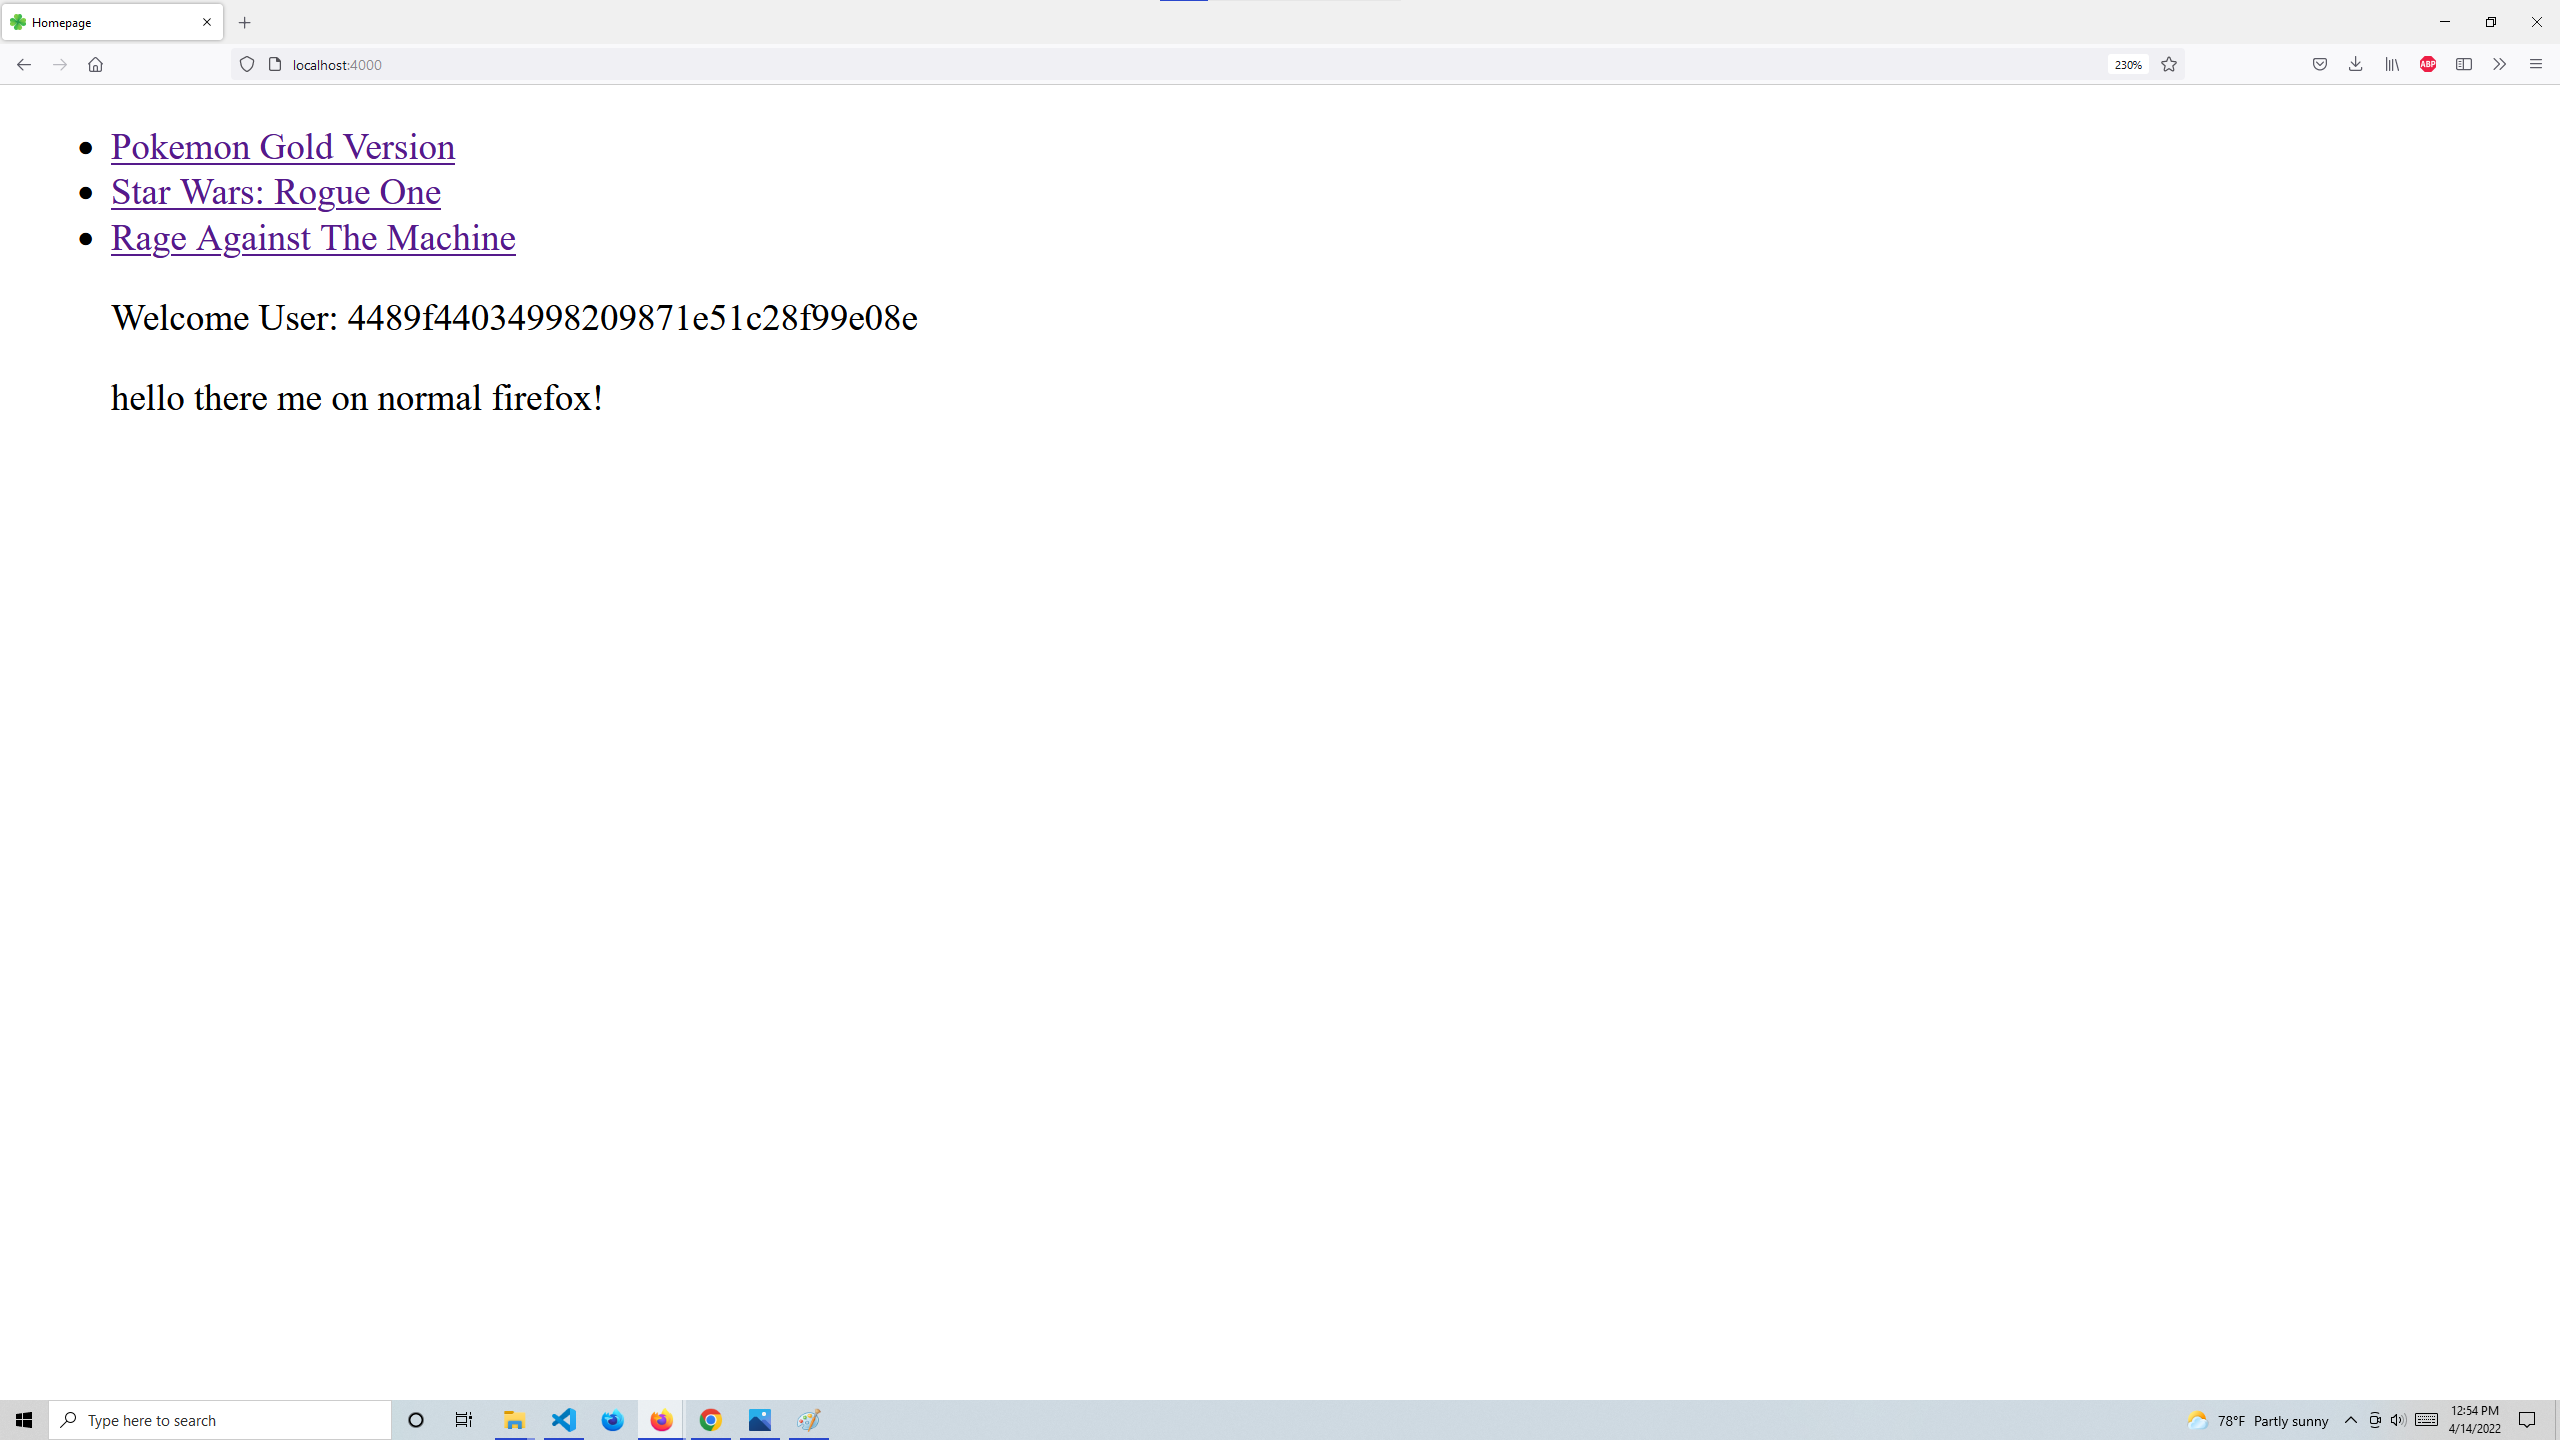 Homepage
localhost:4000
230%
ABP
Pokemon Gold Version
Star Wars: Rogue One
Rage Against The Machine
Welcome User: 4489f44034998209871e51c28f99e08e
hello there me on normal firefox!
Type here to search
78°F Partly sunny
12:54 PM
4/14/2022